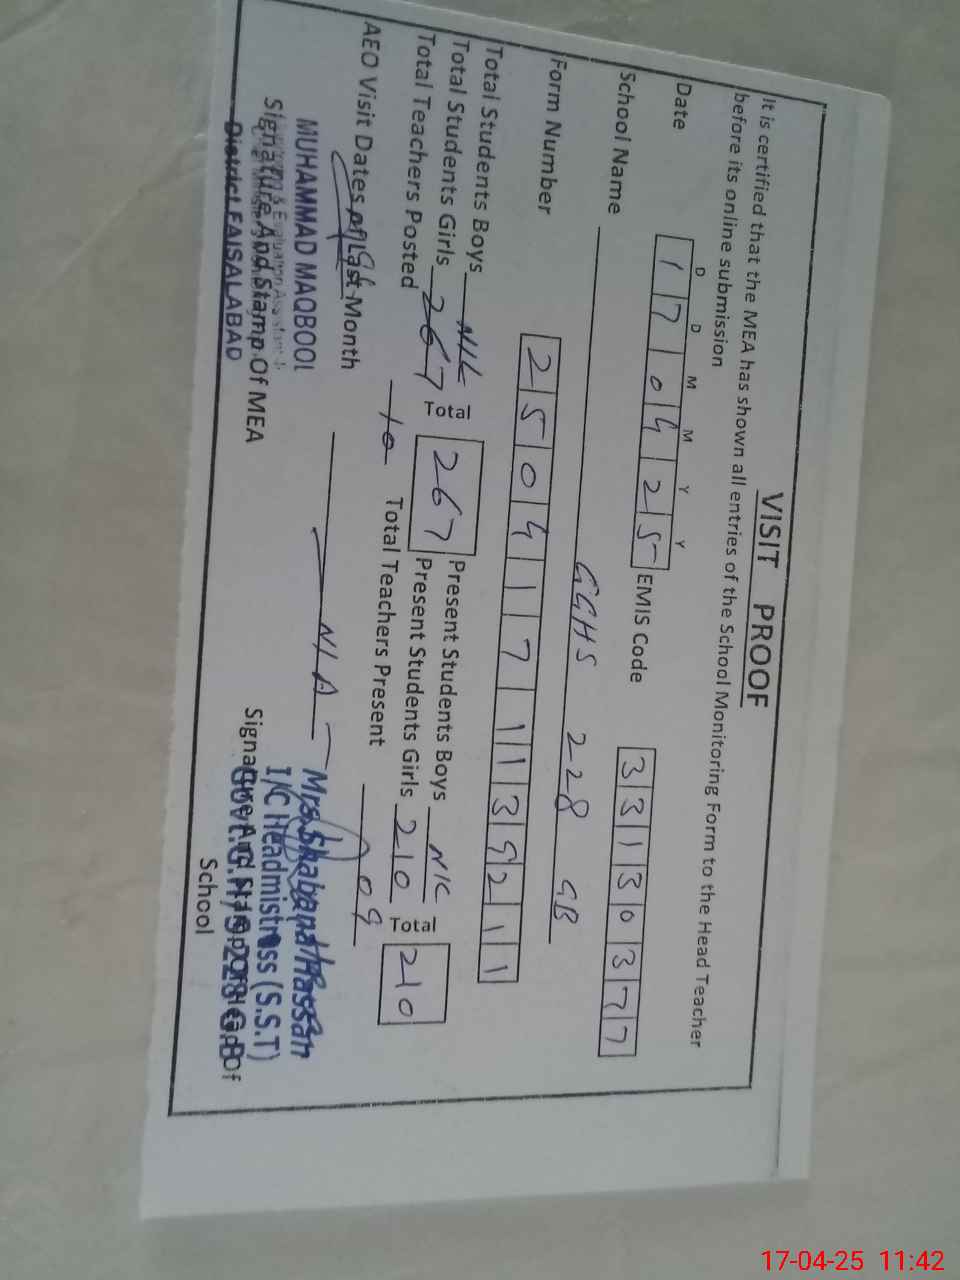 VISIT PROOF
It is certified that the MEA has shown all entries of the School Monitoring Form to the Head Teacher
before its online submission
D D M M Y Y
Date 1 7 0 4 2 5 EMIS Code 3 3 1 3 0 3 7 7
School Name GGHS 228 GB
Form Number 2 5 0 4 1 7 1 1 3 9 2 1 1
Total Students Boys NIL Total 267 Present Students Boys NIL Total 210
Total Students Girls 267 Present Students Girls 210
Total Teachers Posted 10 Total Teachers Present 09
AEO Visit Dates of Last Month N/A
MUHAMMAD MAQBOOL
Monitoring & Evaluation Assistant
Signature And Stamp Of MEA
District FAISALABAD
Mrs. Shabana Hassan
I/C Headmistress (S.S.T)
Govt. G.H/S 228 G.B
Signature And Stamp Of Head Of
School
17-04-25 11:42